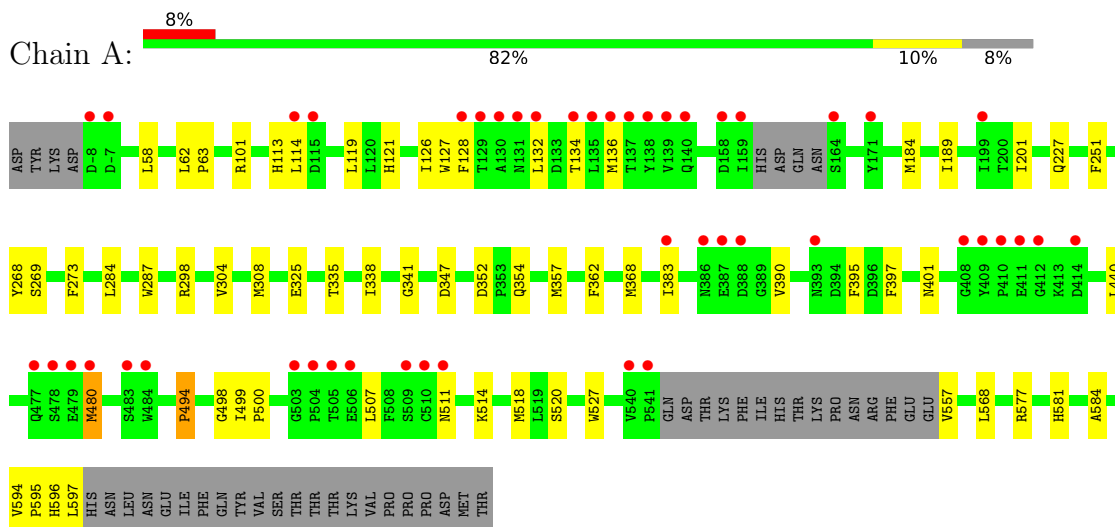 8%
Chain A:
82% 10% 8%
ASP TYR LYS ASP D-8 D-7 L58 L62 P63 R101 H113 L114 D115 L119 L120 H121 I126 W127 F128 T129 A130 N131 L132 D133 T134 L135 M136 T137 Y138 V139 Q140 D158 I159 HIS ASP GLN ASN S164 Y171 M184 I189 I199 T200 I201 Q227 F251
Y268 S269 F273 L284 W287 R298 V304 M308 E325 T335 I338 G341 D347 D352 P353 Q354 M357 F362 M368 I383 N386 E387 D388 G389 V390 N393 D394 F395 D396 F397 N401 G408 Y409 P410 E411 G412 K413 D414
Q477 S478 E479 M480 S483 W484 P494 G498 I499 P500 G503 P504 T505 E506 L507 F508 S509 C510 N511 K514 M518 L519 S520 W527 V540 P541 GLN ASP THR LYS PHE ILE HIS THR LYS PRO ASN ARG PHE GLU GLU V557 L568 R577 H581 A584
V594 P595 H596 L597 HIS ASN LEU ASN GLU ILE PHE GLN TYR VAL SER THR THR THR LYS VAL PRO PRO PRO ASP MET THR